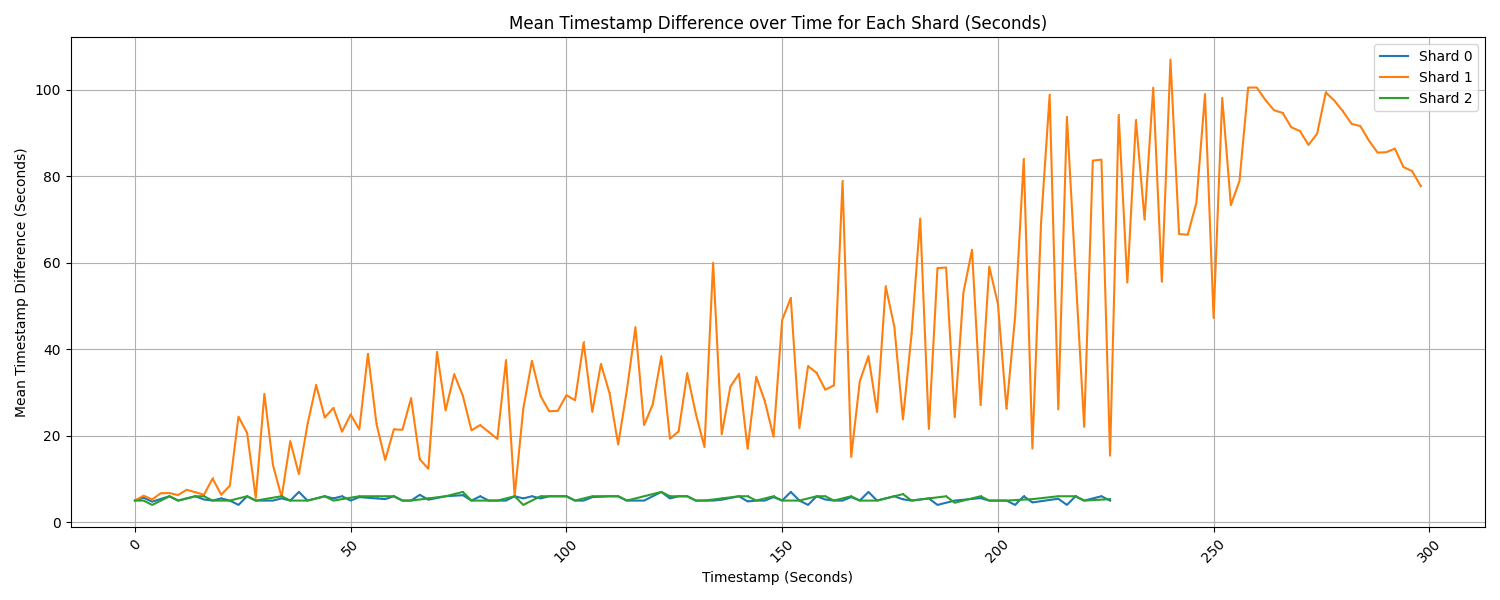 Mean Timestamp Difference over Time for Each Shard (Seconds)
Shard 0
Shard 1
Shard 2
Mean Timestamp Difference (Seconds)
100
80
60
40
20
0
0
50
100
150
200
250
300
Timestamp (Seconds)